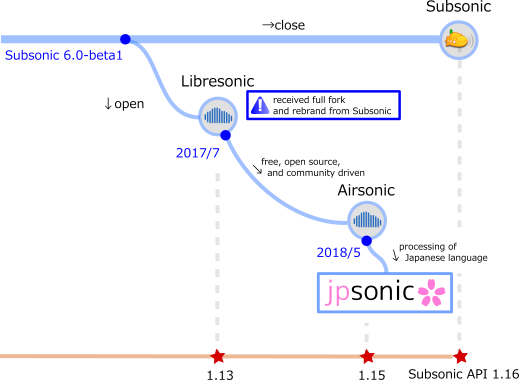 Subsonic
→close
Subsonic 6.0-beta1
Libresonic
↓open
received full fork
and rebrand from Subsonic
2017/7
↘ free, open source,
and community driven
Airsonic
2018/5
↘ processing of
Japanese language
jpsonic
1.13
1.15
Subsonic API 1.16